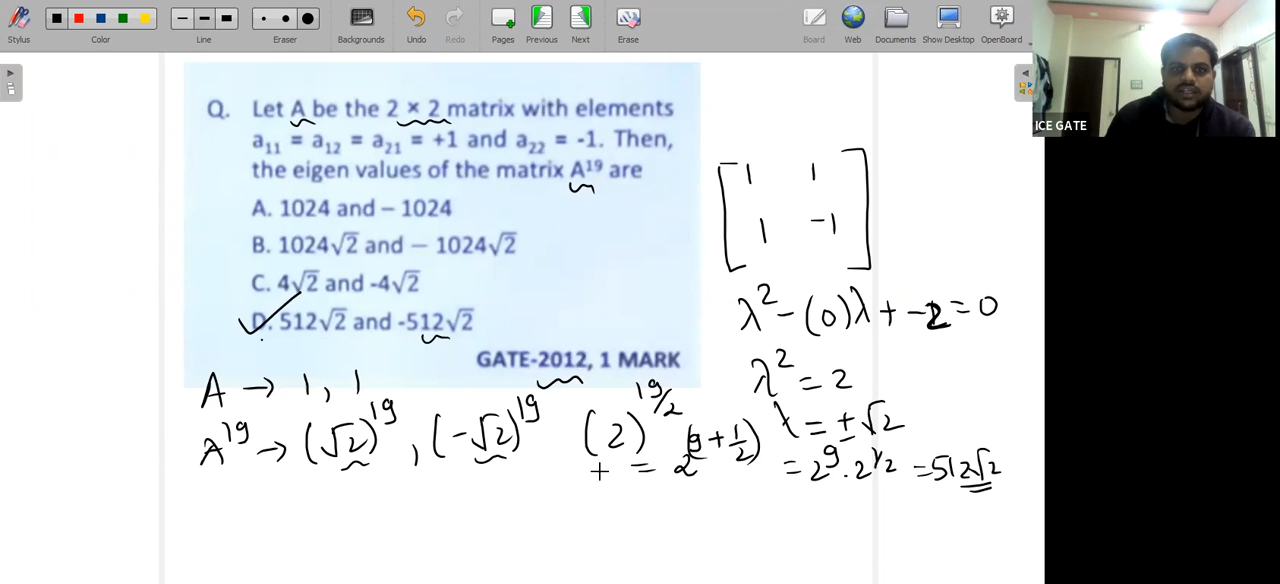 Stylus
Color
Line
Eraser
Backgrounds
Undo
Redo
Pages
Previous
Next
Erase
Board
Web
Documents
Show Desktop
OpenBoard
ICE GATE
Q. Let A be the 2 × 2 matrix with elements
a₁₁ = a₁₂ = a₂₁ = +1 and a₂₂ = -1. Then,
the eigen values of the matrix A¹⁹ are
A. 1024 and – 1024
B. 1024√2 and – 1024√2
C. 4√2 and -4√2
D. 512√2 and -512√2
GATE-2012, 1 MARK
1 1
1 -1
λ² - (0)λ + -2 = 0
λ² = 2
λ = ± √2
A → 1, 1
A¹⁹ → (√2)¹⁹, (-√2)¹⁹ (2)^19/2
+ = 2^(9 + 1/2) = 2⁹ . 2^1/2 = 512√2